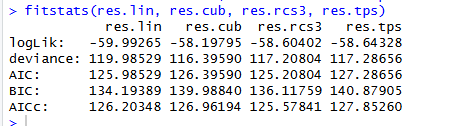 > fitstats(res.lin, res.cub, res.rcs3, res.tps)
res.lin res.cub res.rcs3 res.tps
logLik: -59.99265 -58.19795 -58.60402 -58.64328
deviance: 119.98529 116.39590 117.20804 117.28656
AIC: 125.98529 126.39590 125.20804 127.28656
BIC: 134.19389 139.98840 136.11759 140.87905
AICc: 126.20348 126.96194 125.57841 127.85260
>